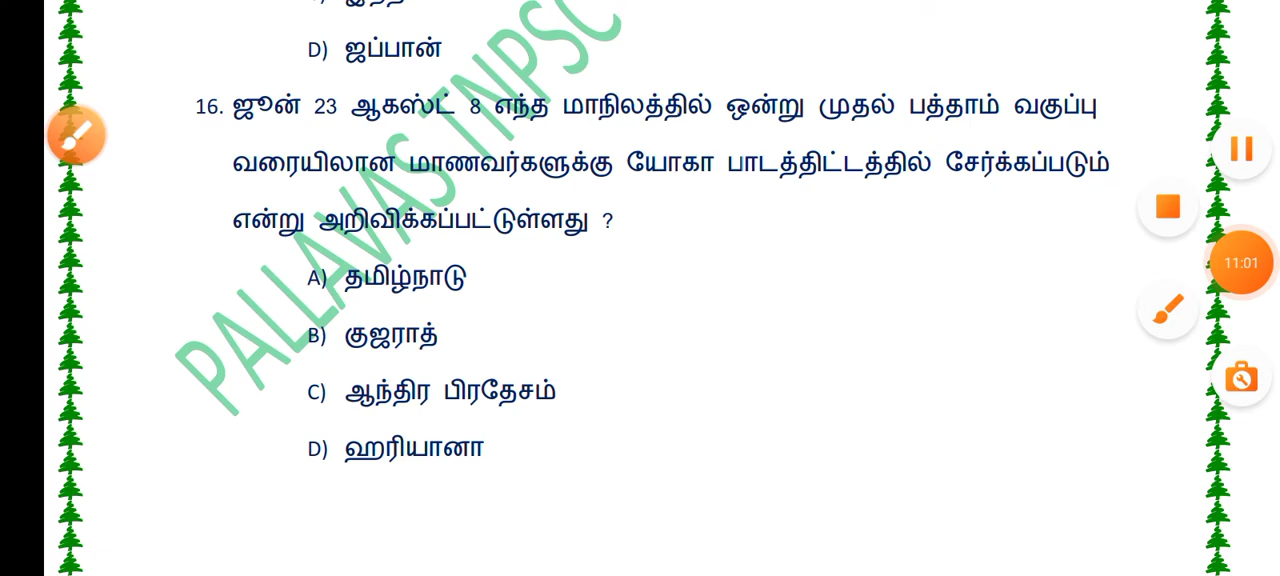 D) ஜப்பான்
16. ஜூன் 23 ஆகஸ்ட் 8 எந்த மாநிலத்தில் ஒன்று முதல் பத்தாம் வகுப்பு
வரையிலான மாணவர்களுக்கு யோகா பாடத்திட்டத்தில் சேர்க்கப்படும்
என்று அறிவிக்கப்பட்டுள்ளது ?
A) தமிழ்நாடு
B) குஜராத்
C) ஆந்திர பிரதேசம்
D) ஹரியானா
PALLAVAS TNPSC
11:01